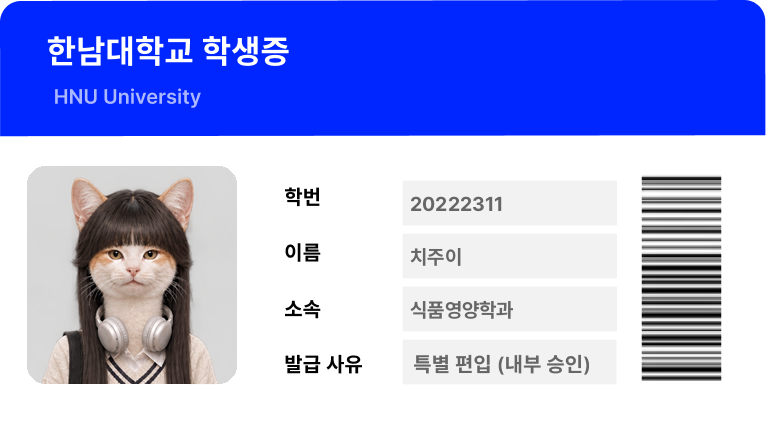 한남대학교 학생증
HNU University
학번 20222311
이름 치주이
소속 식품영양학과
발급 사유 특별 편입 (내부 승인)